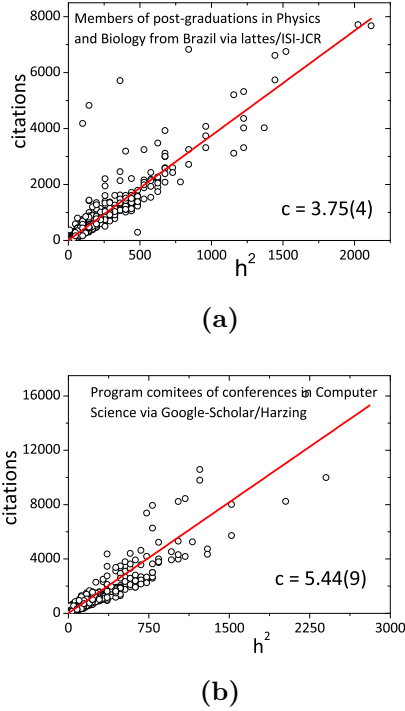 Members of post-graduations in Physics
and Biology from Brazil via lattes/ISI-JCR
8000
6000
4000
2000
0
citations
c = 3.75(4)
0 500 1000 1500 2000
h²
(a)
Program comitees of conferences in Computer
Science via Google-Scholar/Harzing
16000
12000
8000
4000
0
citations
c = 5.44(9)
0 750 1500 2250 3000
h²
(b)